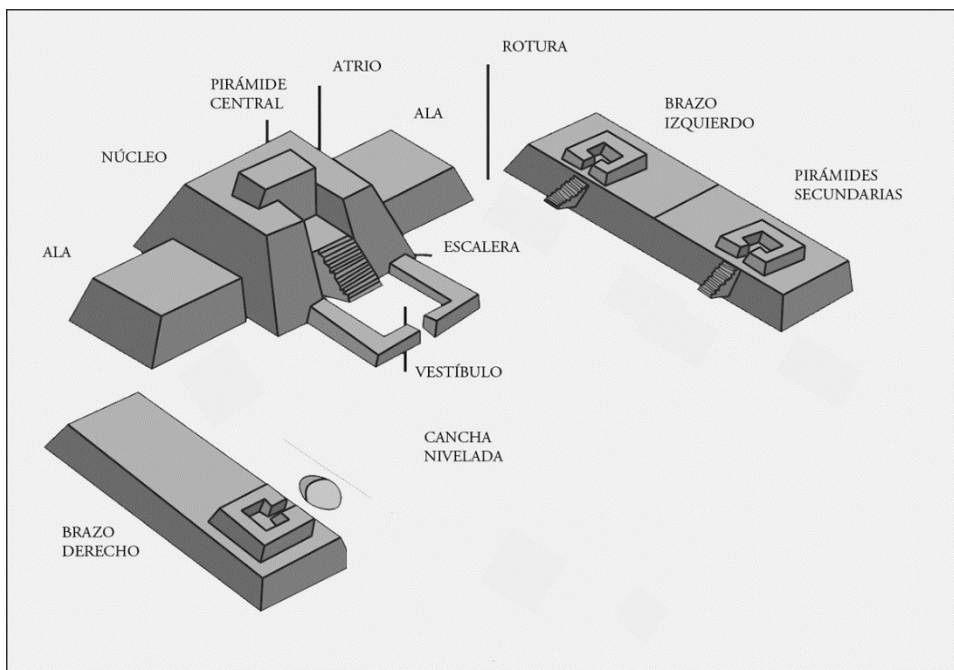 ROTURA
ATRIO
PIRÁMIDE
CENTRAL
ALA
BRAZO
IZQUIERDO
NÚCLEO
PIRÁMIDES
SECUNDARIAS
ALA
ESCALERA
VESTÍBULO
CANCHA
NIVELADA
BRAZO
DERECHO